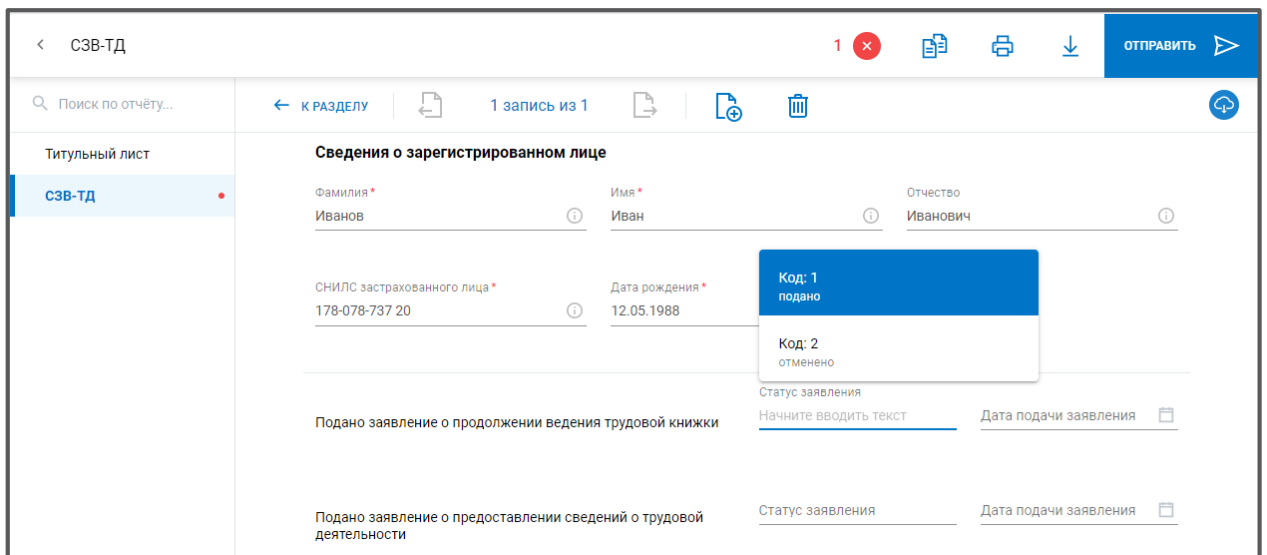 СЗВ-ТД
1
ОТПРАВИТЬ
Поиск по отчёту...
К РАЗДЕЛУ
1 запись из 1
Титульный лист
СЗВ-ТД
Сведения о зарегистрированном лице
Фамилия *
Имя *
Отчество
Иванов
Иван
Иванович
СНИЛС застрахованного лица *
Дата рождения *
178-078-737 20
12.05.1988
Код: 1
подано
Код: 2
отменено
Подано заявление о продолжении ведения трудовой книжки
Статус заявления
Начните вводить текст
Дата подачи заявления
Подано заявление о предоставлении сведений о трудовой
деятельности
Статус заявления
Дата подачи заявления